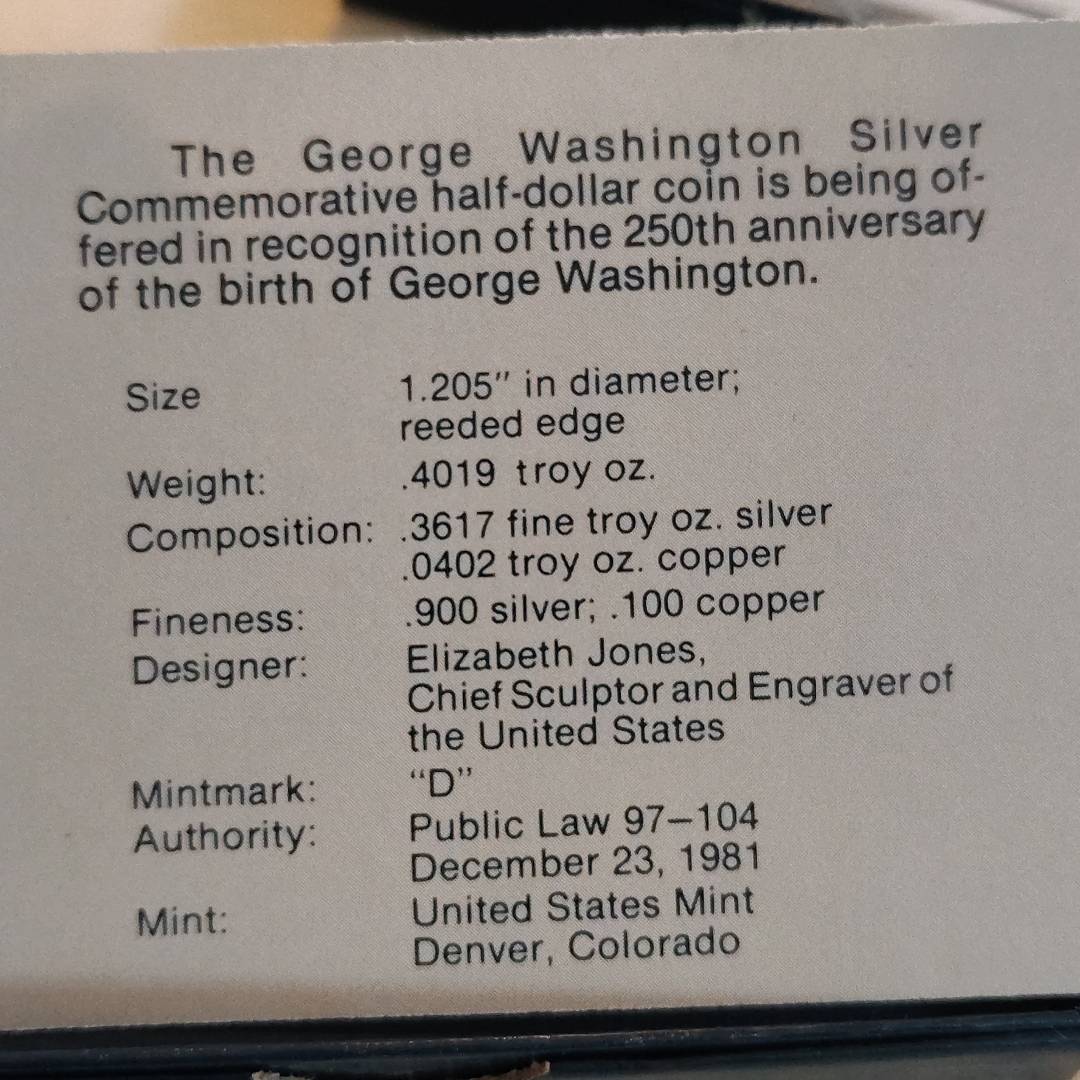 The George Washington Silver
Commemorative half-dollar coin is being of-
fered in recognition of the 250th anniversary
of the birth of George Washington.
Size 1.205" in diameter;
reeded edge
Weight: .4019 troy oz.
Composition: .3617 fine troy oz. silver
.0402 troy oz. copper
Fineness: .900 silver; .100 copper
Designer: Elizabeth Jones,
Chief Sculptor and Engraver of
the United States
Mintmark: “D”
Authority: Public Law 97–104
December 23, 1981
Mint: United States Mint
Denver, Colorado